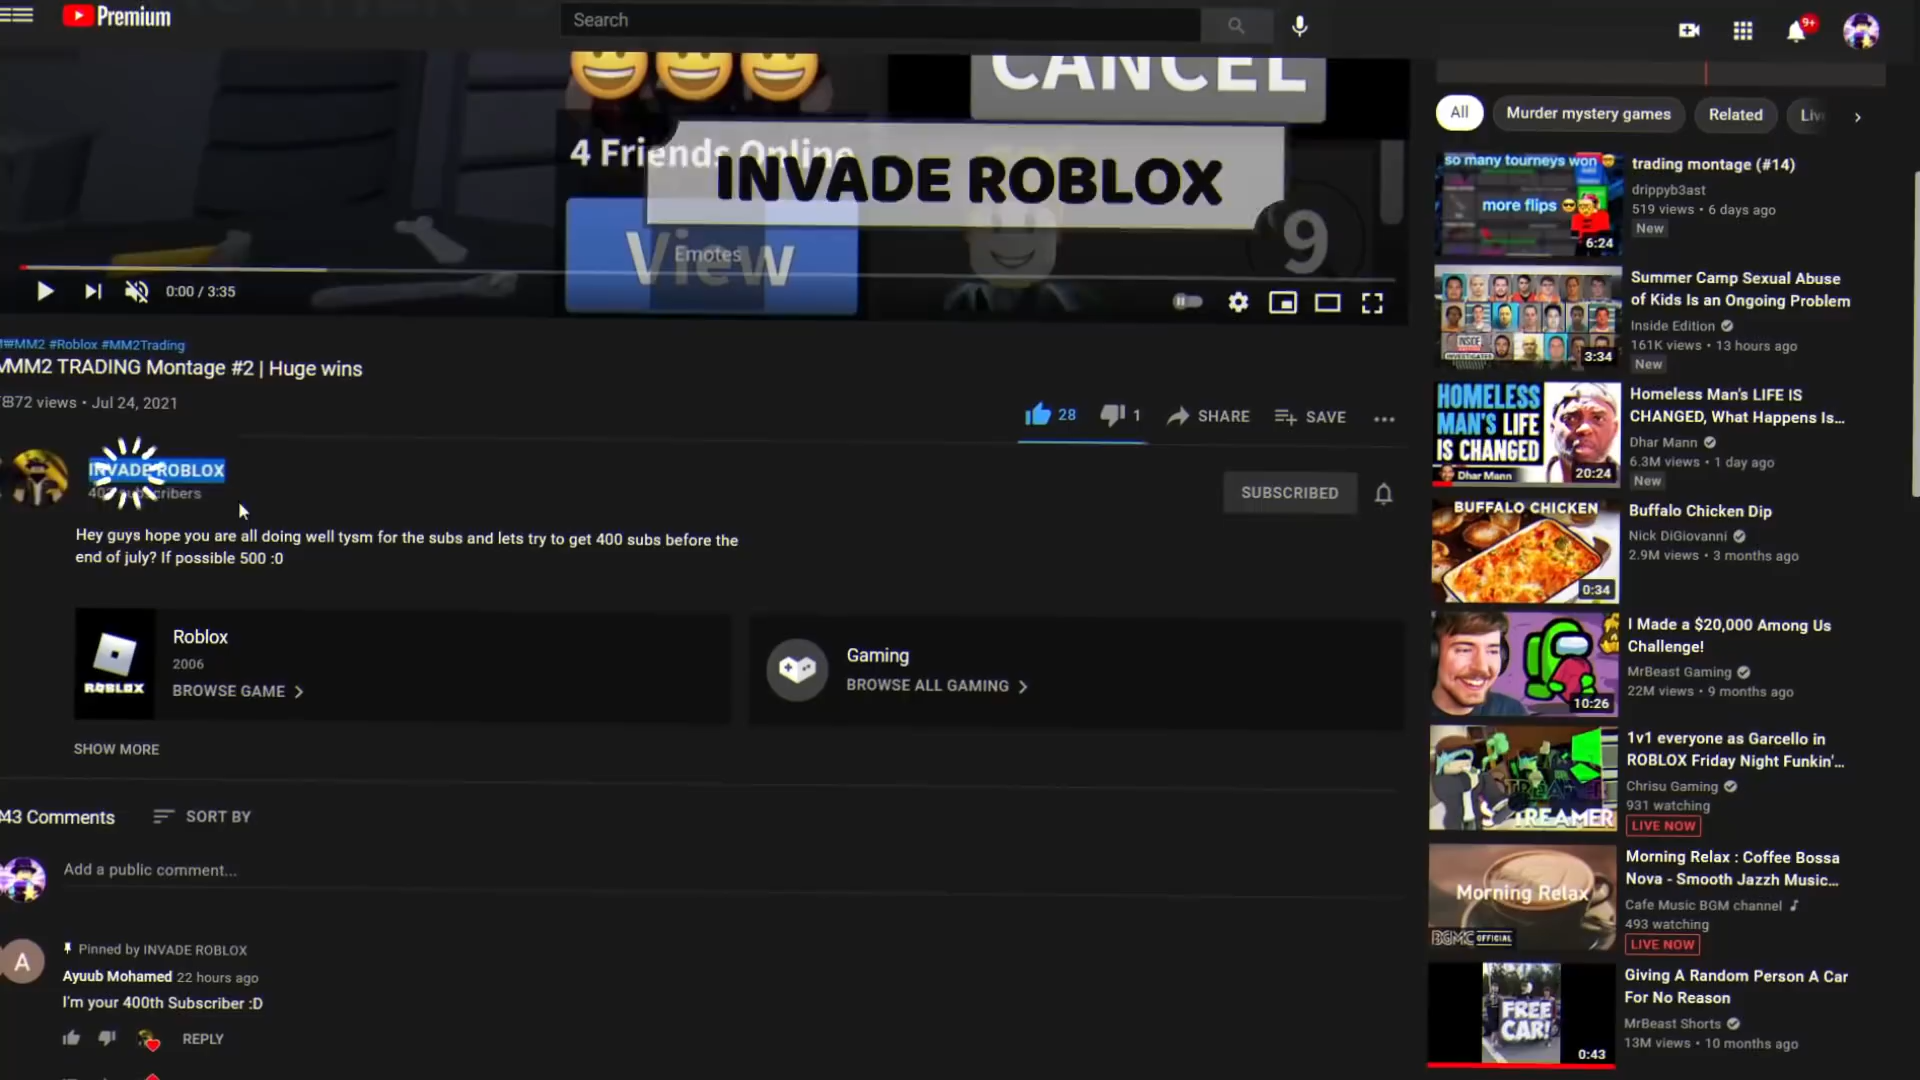 Premium
Search
9+
CANCEL
4 Friends Online
INVADE ROBLOX
View
Emotes
9
0:00 / 3:35
#MM2 #Roblox #MM2Trading
MM2 TRADING Montage #2 | Huge wins
872 views • Jul 24, 2021
28
1
SHARE
SAVE
INVADE ROBLOX
subscribers
SUBSCRIBED
Hey guys hope you are all doing well tysm for the subs and lets try to get 400 subs before the
end of july? If possible 500 :0
Roblox
2006
BROWSE GAME
ROBLOX
Gaming
BROWSE ALL GAMING
SHOW MORE
43 Comments
SORT BY
Add a public comment...
Pinned by INVADE ROBLOX
A
Ayuub Mohamed 22 hours ago
I'm your 400th Subscriber :D
REPLY
All
Murder mystery games
Related
so many tourneys won
more flips
6:24
trading montage (#14)
drippyb3ast
519 views • 6 days ago
New
3:34
Summer Camp Sexual Abuse
of Kids Is an Ongoing Problem
Inside Edition
161K views • 13 hours ago
New
HOMELESS
MAN'S LIFE
IS CHANGED
Dhar Mann
20:24
Homeless Man's LIFE IS
CHANGED, What Happens Is...
Dhar Mann
6.3M views • 1 day ago
New
BUFFALO CHICKEN
0:34
Buffalo Chicken Dip
Nick DiGiovanni
2.9M views • 3 months ago
10:26
I Made a $20,000 Among Us
Challenge!
MrBeast Gaming
22M views • 9 months ago
1v1 everyone as Garcello in
ROBLOX Friday Night Funkin'...
Chrisu Gaming
931 watching
LIVE NOW
Morning Relax
BGMC OFFICIAL
Morning Relax : Coffee Bossa
Nova - Smooth Jazzh Music...
Cafe Music BGM channel
493 watching
LIVE NOW
FREE
CAR!
0:43
Giving A Random Person A Car
For No Reason
MrBeast Shorts
13M views • 10 months ago